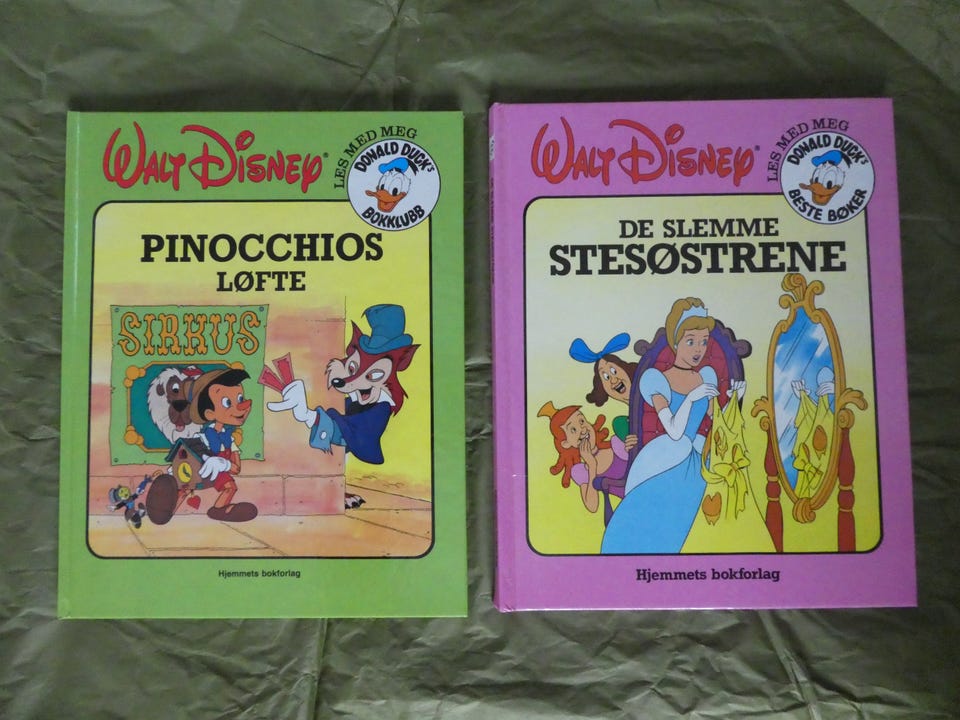 WALT DISNEY
LES MED MEG
DONALD DUCK's
BOKKLUBB
PINOCCHIOS
LØFTE
SIRKUS
Hjemmets bokforlag
WALT DISNEY
LES MED MEG
DONALD DUCK's
BESTE BØKER
DE SLEMME
STESØSTRENE
Hjemmets bokforlag